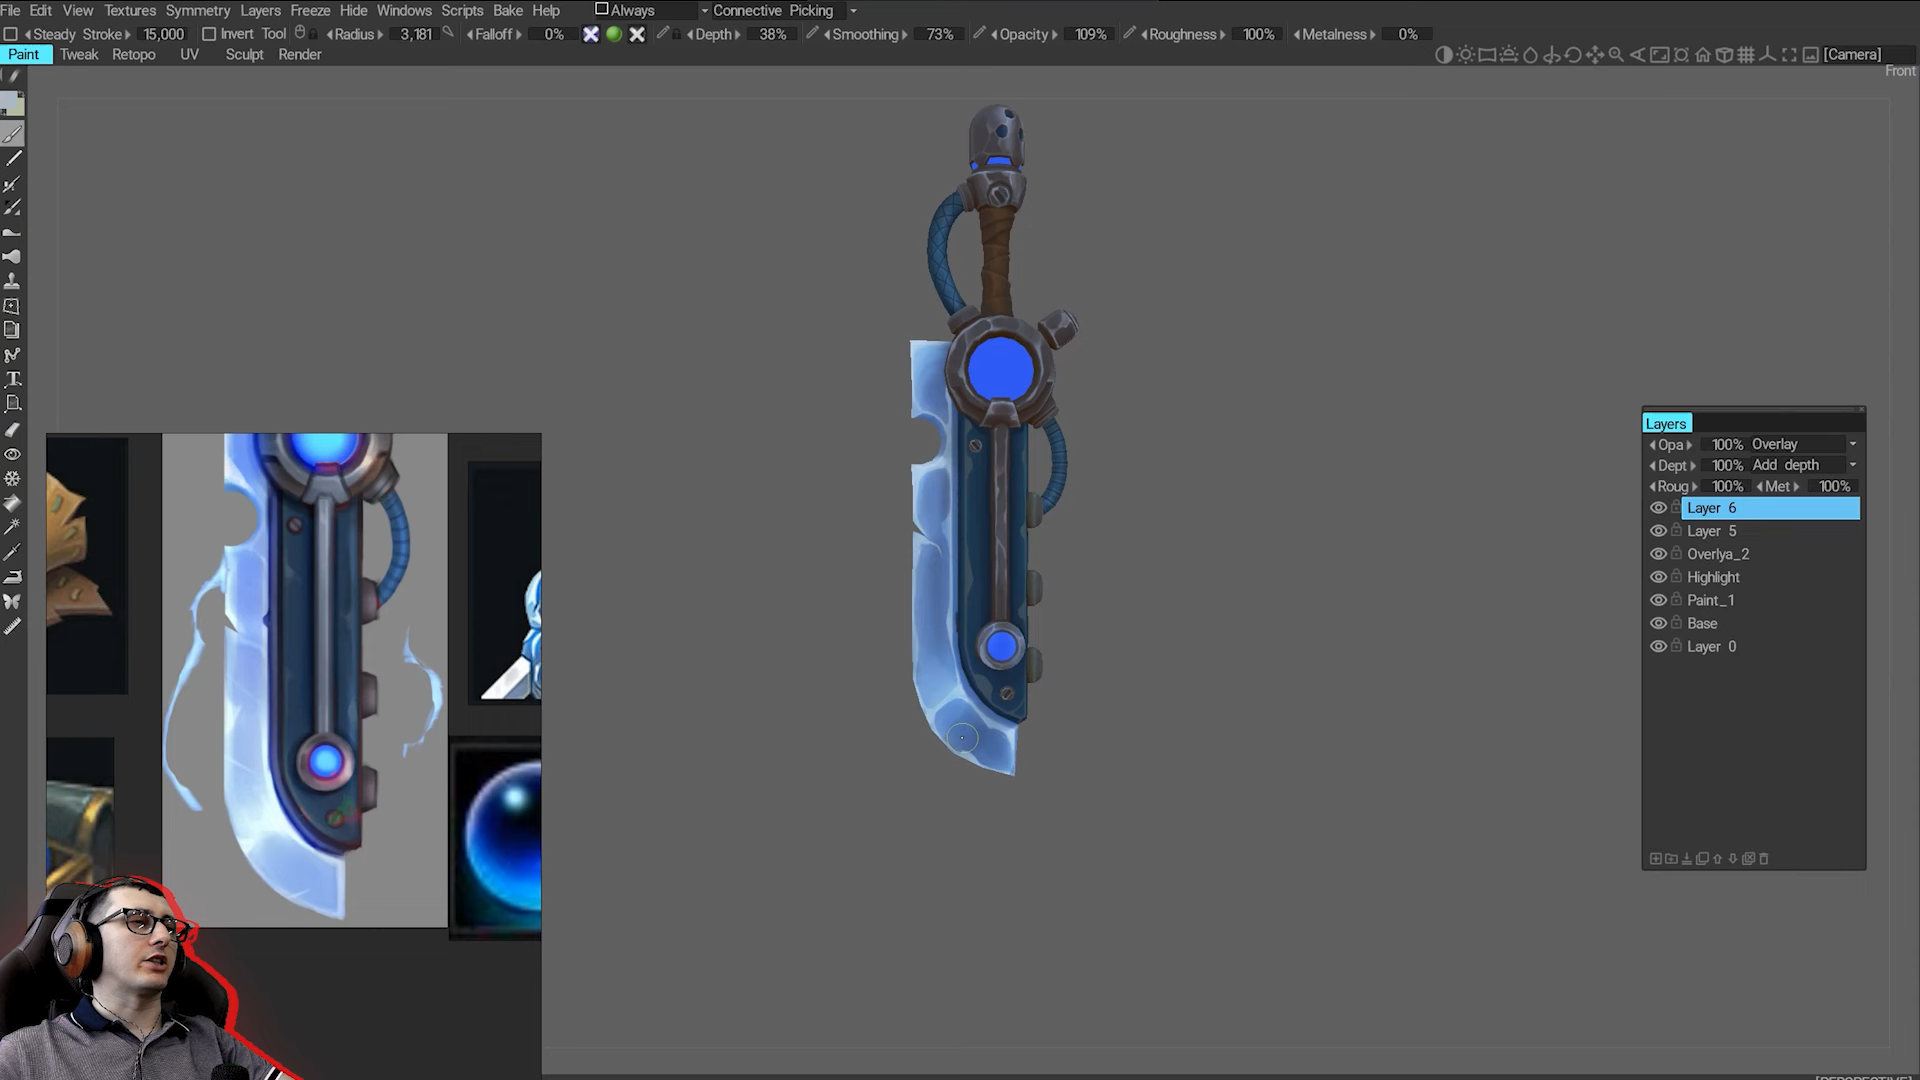 File Edit View Textures Symmetry Layers Freeze Hide Windows Scripts Bake Help Always Connective Picking
Steady Stroke 15,000 Invert Tool Radius 3,181 Falloff 0% Depth 38% Smoothing 73% Opacity 109% Roughness 100% Metalness 0%
Paint Tweak Retopo UV Sculpt Render [Camera]
Front
Layers
Opa 100% Overlay
Dept 100% Add depth
Roug 100% Met 100%
Layer 6
Layer 5
Overlya_2
Highlight
Paint_1
Base
Layer 0